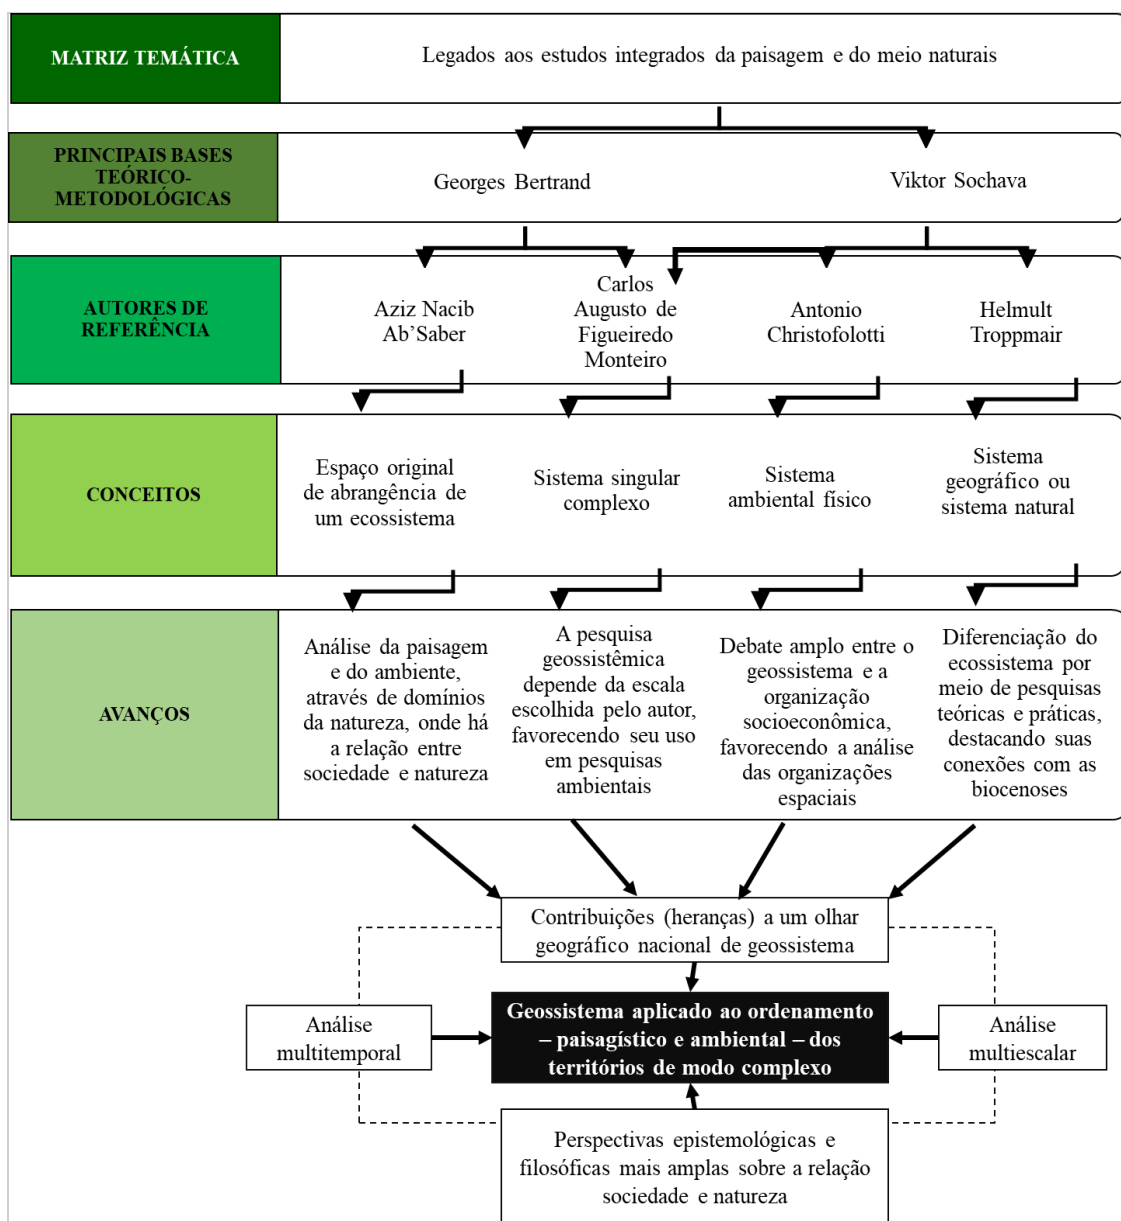 MATRIZ TEMÁTICA
Legados aos estudos integrados da paisagem e do meio naturais
PRINCIPAIS BASES
TEÓRICO-
METODOLÓGICAS
Georges Bertrand
Viktor Sochava
AUTORES DE
REFERÊNCIA
Aziz Nacib
Ab’Saber
Carlos
Augusto de
Figueiredo
Monteiro
Antonio
Christofolotti
Helmult
Troppmair
CONCEITOS
Espaço original
de abrangência de
um ecossistema
Sistema singular
complexo
Sistema
ambiental físico
Sistema
geográfico ou
sistema natural
AVANÇOS
Análise da paisagem
e do ambiente,
através de domínios
da natureza, onde há
a relação entre
sociedade e natureza
A pesquisa
geossistêmica
depende da escala
escolhida pelo autor,
favorecendo seu uso
em pesquisas
ambientais
Debate amplo entre o
geossistema e a
organização
socioeconômica,
favorecendo a análise
das organizações
espaciais
Diferenciação do
ecossistema por
meio de pesquisas
teóricas e práticas,
destacando suas
conexões com as
biocenoses
Contribuições (heranças) a um olhar
geográfico nacional de geossistema
Análise
multitemporal
Geossistema aplicado ao ordenamento
– paisagístico e ambiental – dos
territórios de modo complexo
Análise
multiescalar
Perspectivas epistemológicas e
filosóficas mais amplas sobre a relação
sociedade e natureza